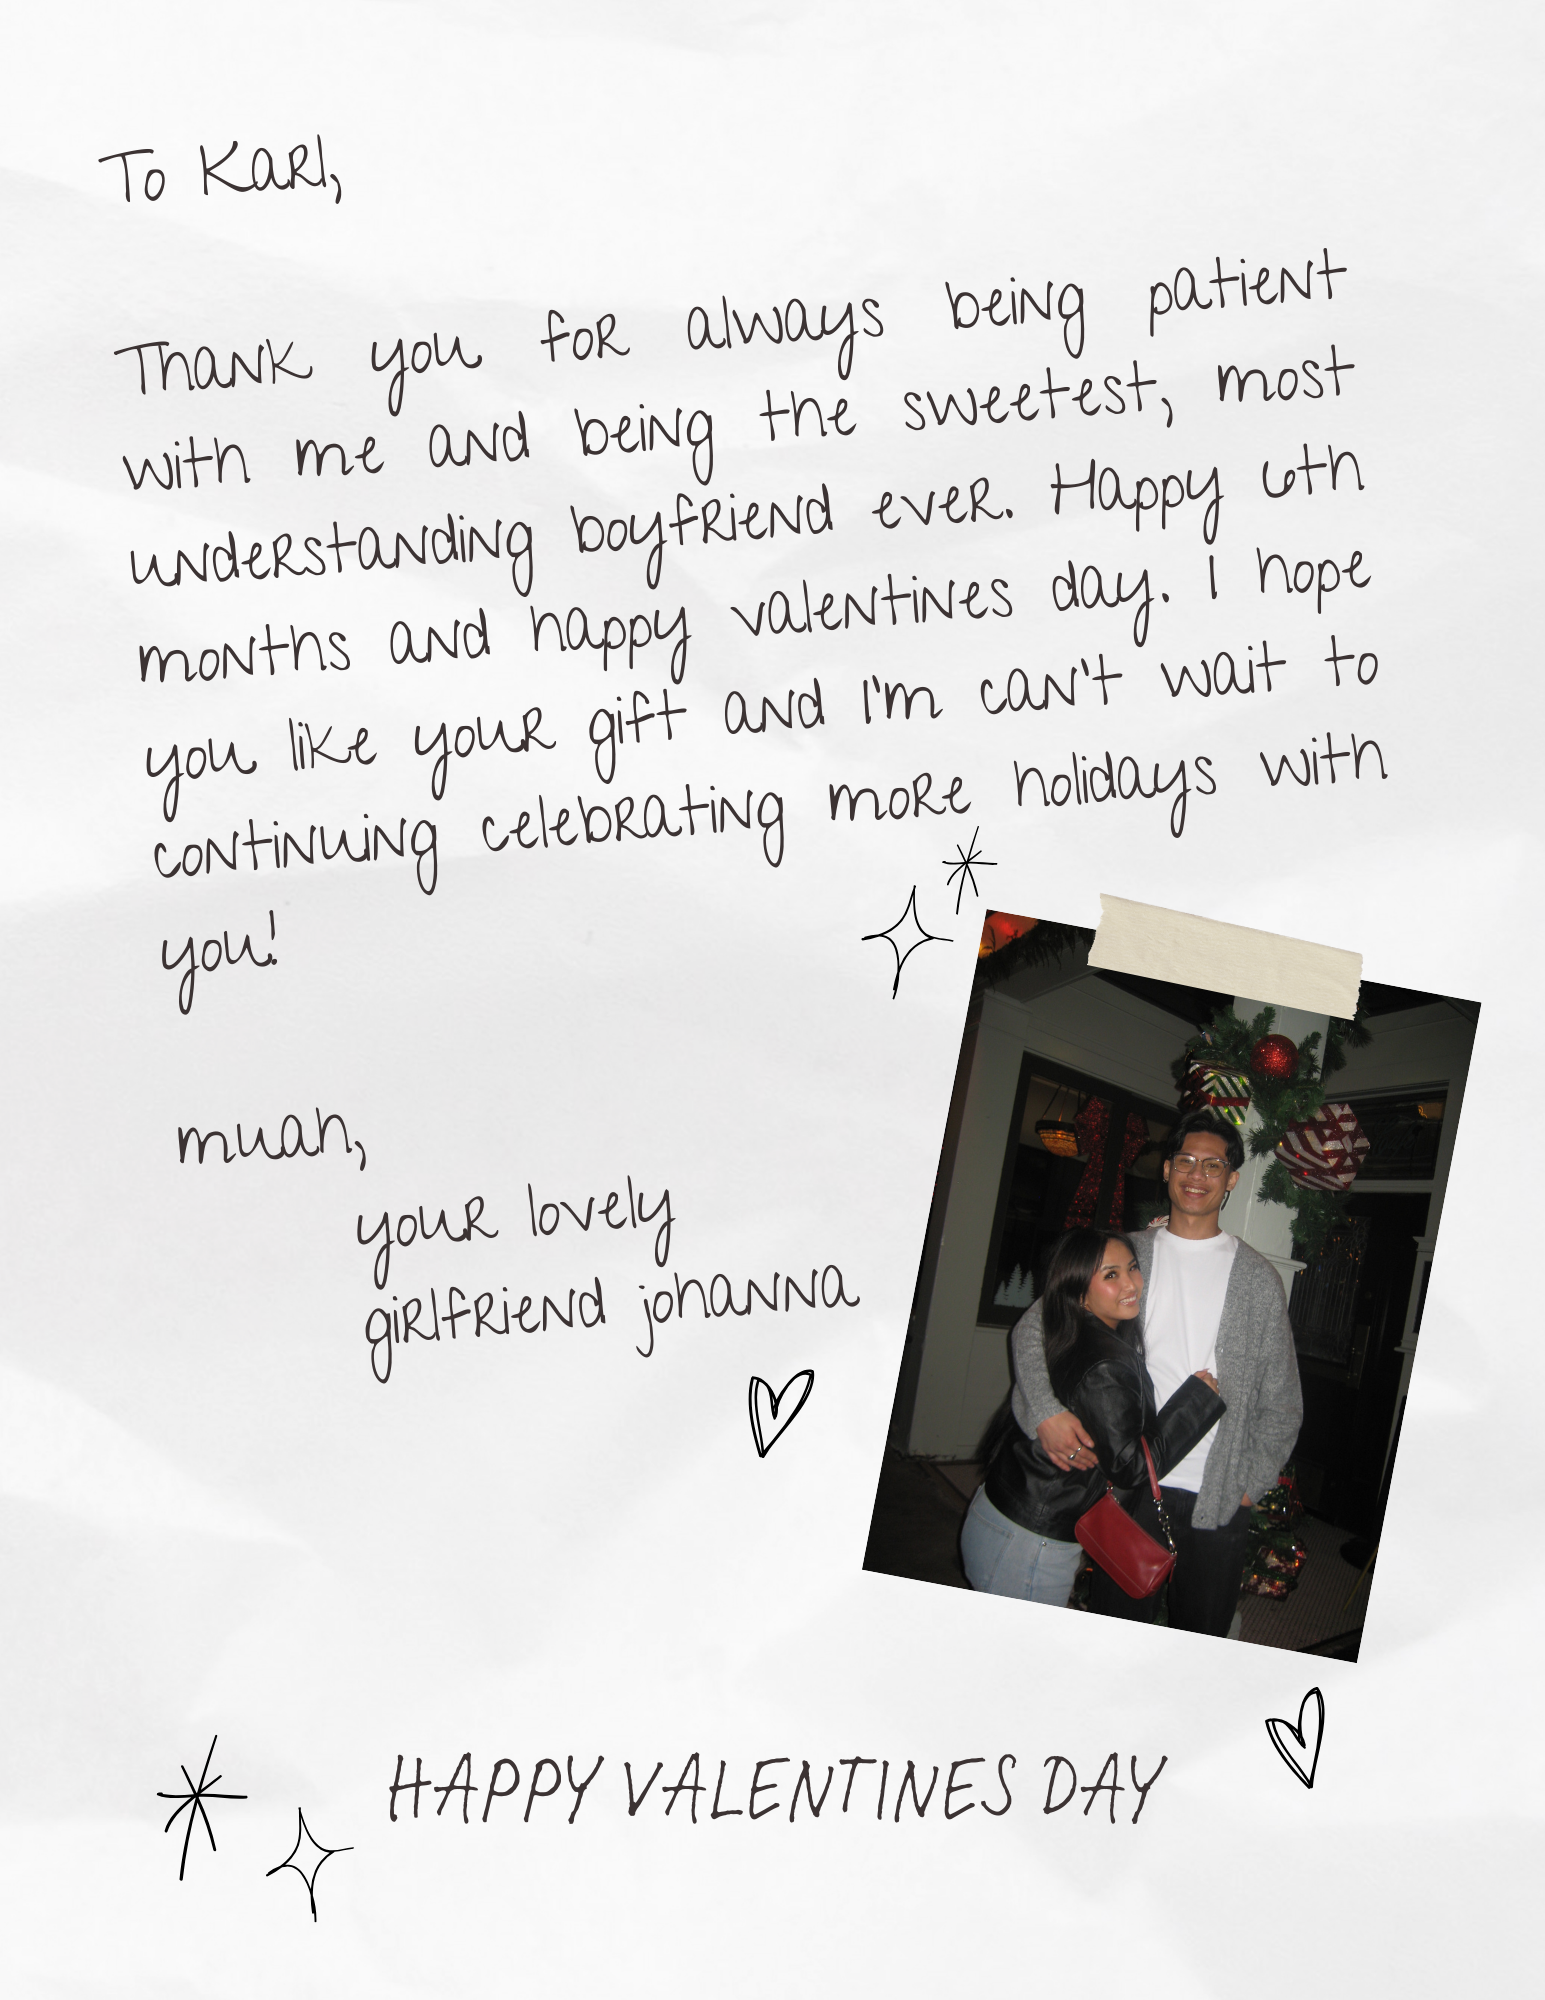 To Karl,
Thank you for always being patient
with me and being the sweetest, most
understanding boyfriend ever. Happy 6th
months and happy valentines day. I hope
you like your gift and I'm can't wait to
continuing celebrating more holidays with
you!
muah,
your lovely
girlfriend johanna
HAPPY VALENTINES DAY